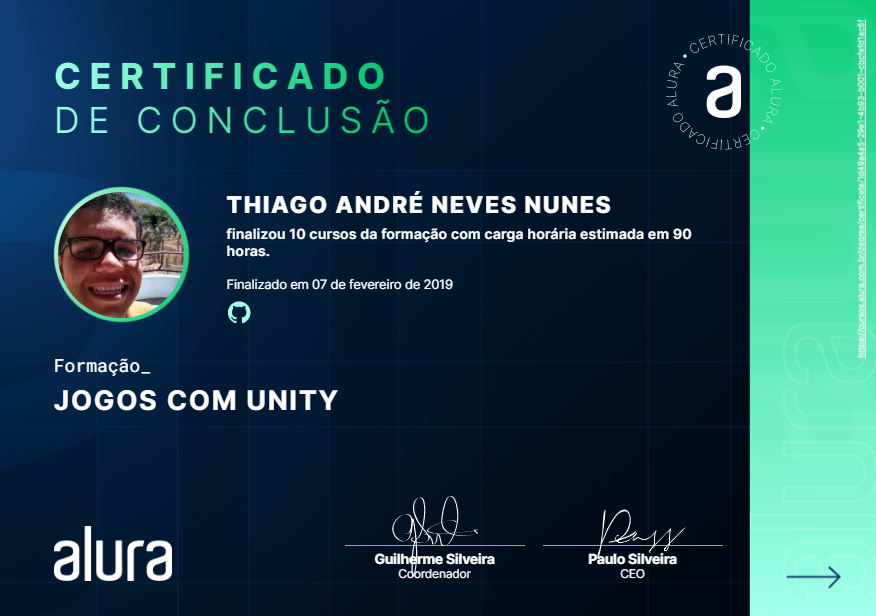 CERTIFICADO
DE CONCLUSÃO
CERTIFICADO ALURA • CERTIFICADO ALURA •
a
THIAGO ANDRÉ NEVES NUNES
finalizou 10 cursos da formação com carga horária estimada em 90
horas.
Finalizado em 07 de fevereiro de 2019
Formação_
JOGOS COM UNITY
alura
Guilherme Silveira
Coordenador
Paulo Silveira
CEO
alura